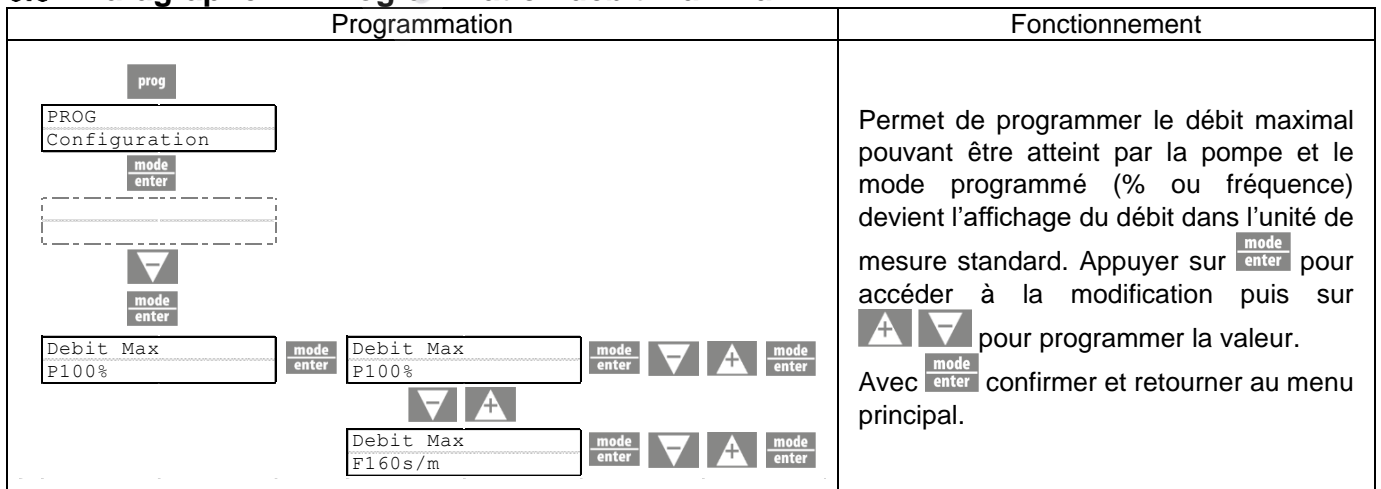 Programmation
Fonctionnement
prog
PROG
Configuration
mode
enter
mode
enter
Debit Max
P100%
mode
enter
Debit Max
P100%
mode
enter
- +
mode
enter
- +
Debit Max
F160s/m
mode
enter
- +
mode
enter
Permet de programmer le débit maximal
pouvant être atteint par la pompe et le
mode programmé (% ou fréquence)
devient l’affichage du débit dans l’unité de
mesure standard. Appuyer sur mode enter pour
accéder à la modification puis sur
+ - pour programmer la valeur.
Avec mode enter confirmer et retourner au menu
principal.